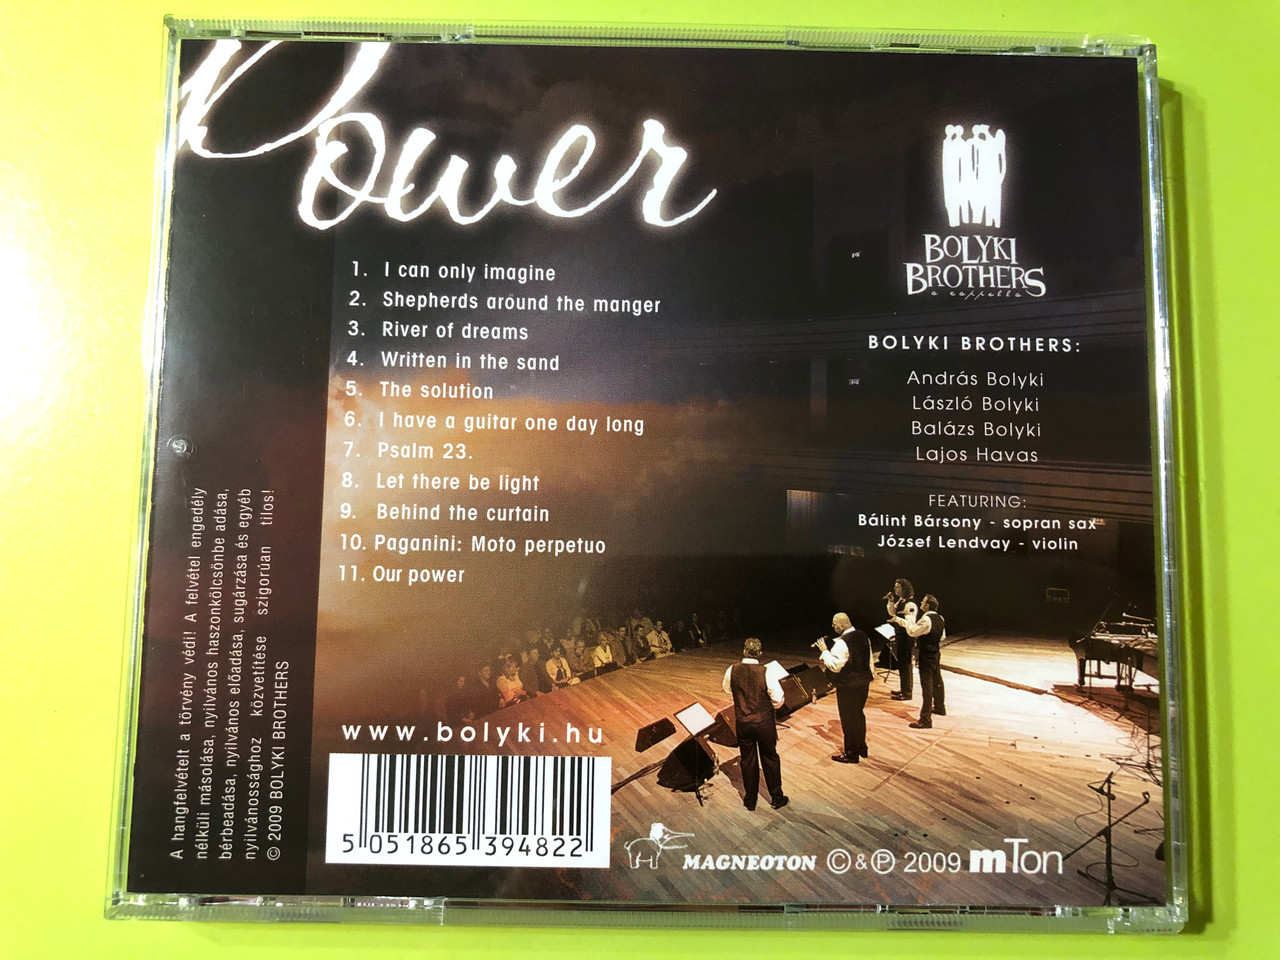 Power
1. I can only imagine
2. Shepherds around the manger
3. River of dreams
4. Written in the sand
5. The solution
6. I have a guitar one day long
7. Psalm 23.
8. Let there be light
9. Behind the curtain
10. Paganini: Moto perpetuo
11. Our power
BOLYKI
BROTHERS
a cappella
BOLYKI BROTHERS:
András Bolyki
László Bolyki
Balázs Bolyki
Lajos Havas
FEATURING:
Bálint Bársony - sopran sax
József Lendvay - violin
A hangfelvételt a törvény védi! A felvétel engedély
nélküli másolása, nyilvános haszonkölcsönbe adása,
bérbeadása, nyilvános előadása, sugárzása és egyéb
nyilvánossághoz közvetítése szigorúan tilos!
© 2009 BOLYKI BROTHERS
www.bolyki.hu
5 051865 394822
MAGNEOTON © & ℗ 2009 mTon